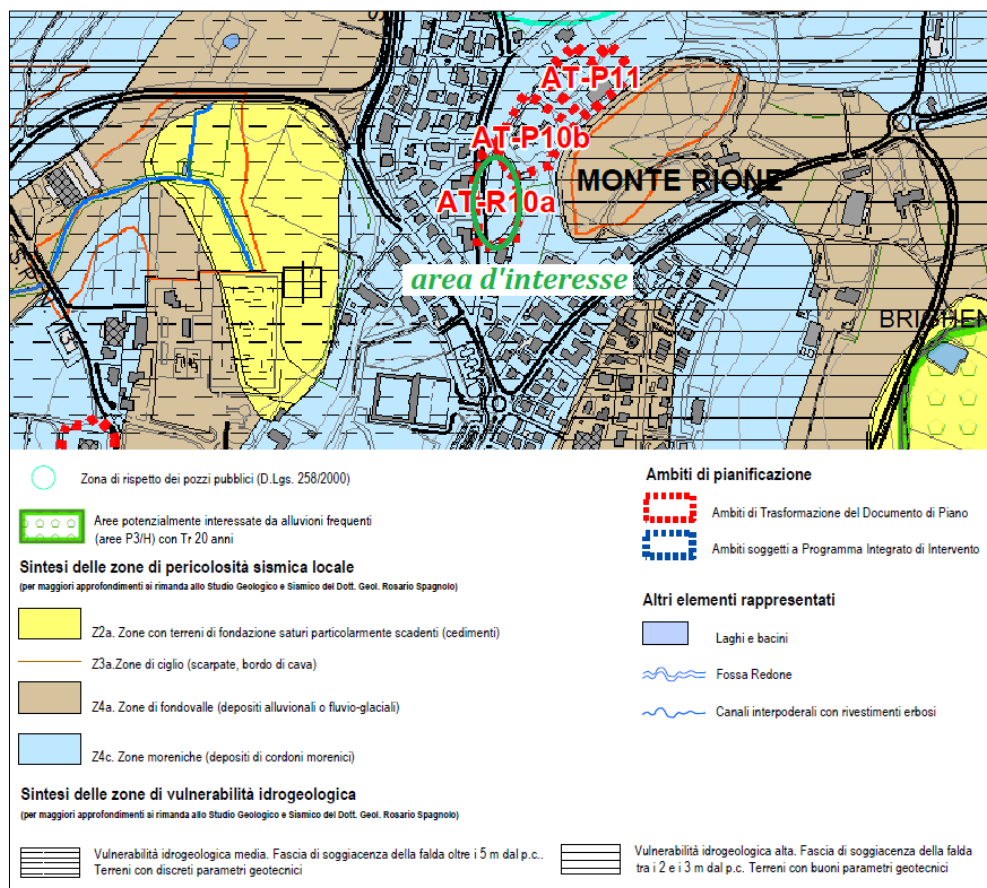 AT-P11
AT-P10b
MONTE RIONE
AT-R10a
area d'interesse
S.P.
BRIGHEN
Zona di rispetto dei pozzi pubblici (D.Lgs. 258/2000)
Aree potenzialmente interessate da alluvioni frequenti
(aree P3/H) con Tr 20 anni
Sintesi delle zone di pericolosità sismica locale
(per maggiori approfondimenti si rimanda allo Studio Geologico e Sismico del Dott. Geol. Rosario Spagnolo)
Z2a. Zone con terreni di fondazione saturi particolarmente scadenti (cedimenti)
Z3a.Zone di ciglio (scarpate, bordo di cava)
Z4a. Zone di fondovalle (depositi alluvionali o fluvio-glaciali)
Z4c. Zone moreniche (depositi di cordoni morenici)
Sintesi delle zone di vulnerabilità idrogeologica
(per maggiori approfondimenti si rimanda allo Studio Geologico e Sismico del Dott. Geol. Rosario Spagnolo)
Vulnerabilità idrogeologica media. Fascia di soggiacenza della falda oltre i 5 m dal p.c..
Terreni con discreti parametri geotecnici
Ambiti di pianificazione
Ambiti di Trasformazione del Documento di Piano
Ambiti soggetti a Programma Integrato di Intervento
Altri elementi rappresentati
Laghi e bacini
Fossa Redone
Canali interpoderali con rivestimenti erbosi
Vulnerabilità idrogeologica alta. Fascia di soggiacenza della falda
tra i 2 e i 3 m dal p.c. Terreni con buoni parametri geotecnici